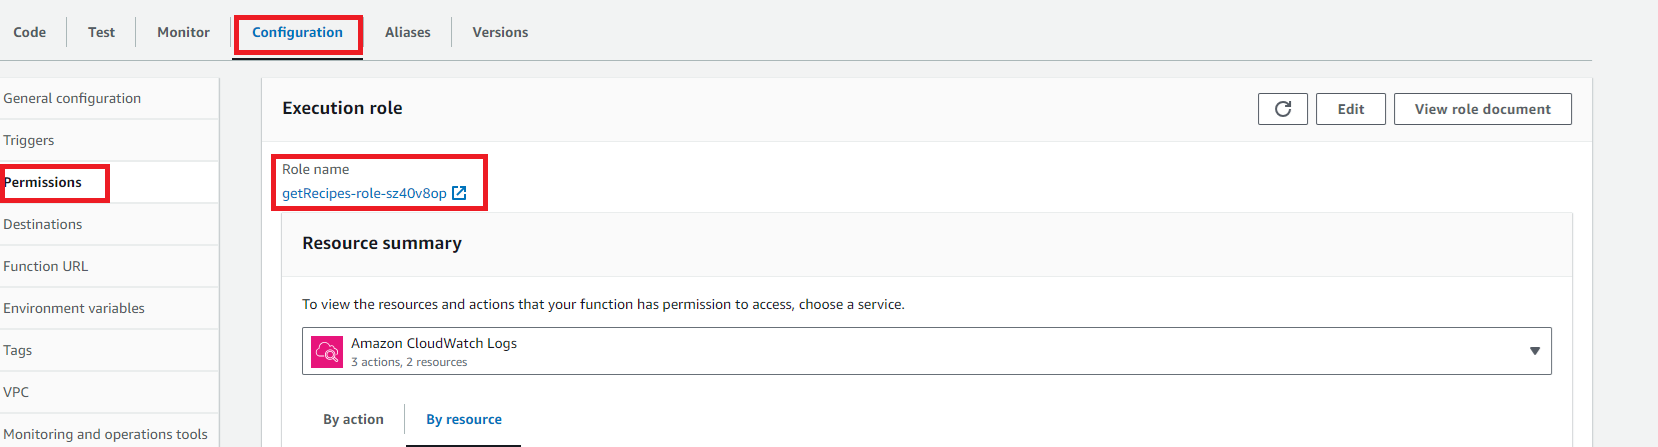 Code Test Monitor Configuration Aliases Versions
General configuration
Triggers
Permissions
Destinations
Function URL
Environment variables
Tags
VPC
Monitoring and operations tools
Execution role
Edit View role document
Role name
getRecipes-role-sz40v8op
Resource summary
To view the resources and actions that your function has permission to access, choose a service.
Amazon CloudWatch Logs
3 actions, 2 resources
By action By resource